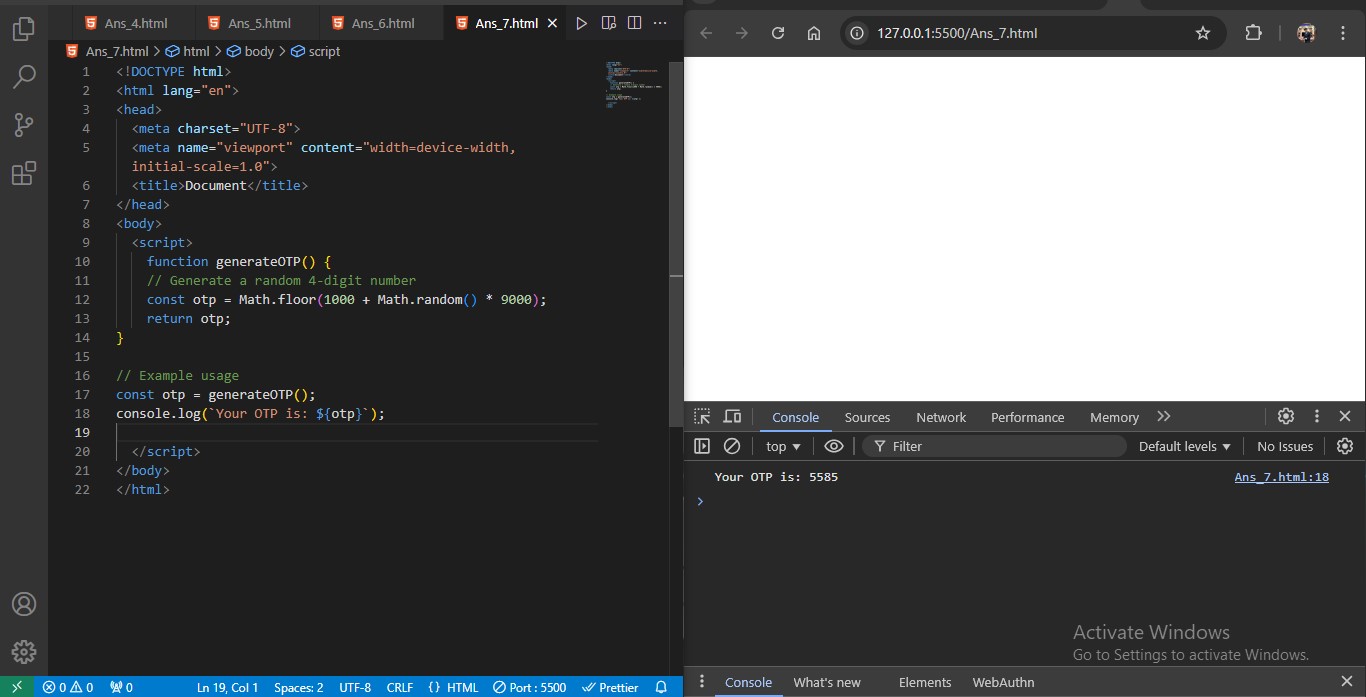 Ans_4.html Ans_5.html Ans_6.html Ans_7.html
Ans_7.html > html > body > script
1 <!DOCTYPE html>
2 <html lang="en">
3 <head>
4 <meta charset="UTF-8">
5 <meta name="viewport" content="width=device-width,
initial-scale=1.0">
6 <title>Document</title>
7 </head>
8 <body>
9 <script>
10 function generateOTP() {
11 // Generate a random 4-digit number
12 const otp = Math.floor(1000 + Math.random() * 9000);
13 return otp;
14 }
15
16 // Example usage
17 const otp = generateOTP();
18 console.log(`Your OTP is: ${otp}`);
19
20 </script>
21 </body>
22 </html>
0 0 0 Ln 19, Col 1 Spaces: 2 UTF-8 CRLF {} HTML Port : 5500 Prettier
127.0.0.1:5500/Ans_7.html
Console Sources Network Performance Memory
top Filter Default levels No Issues
Your OTP is: 5585 Ans_7.html:18
Activate Windows
Go to Settings to activate Windows.
Console What's new Elements WebAuthn